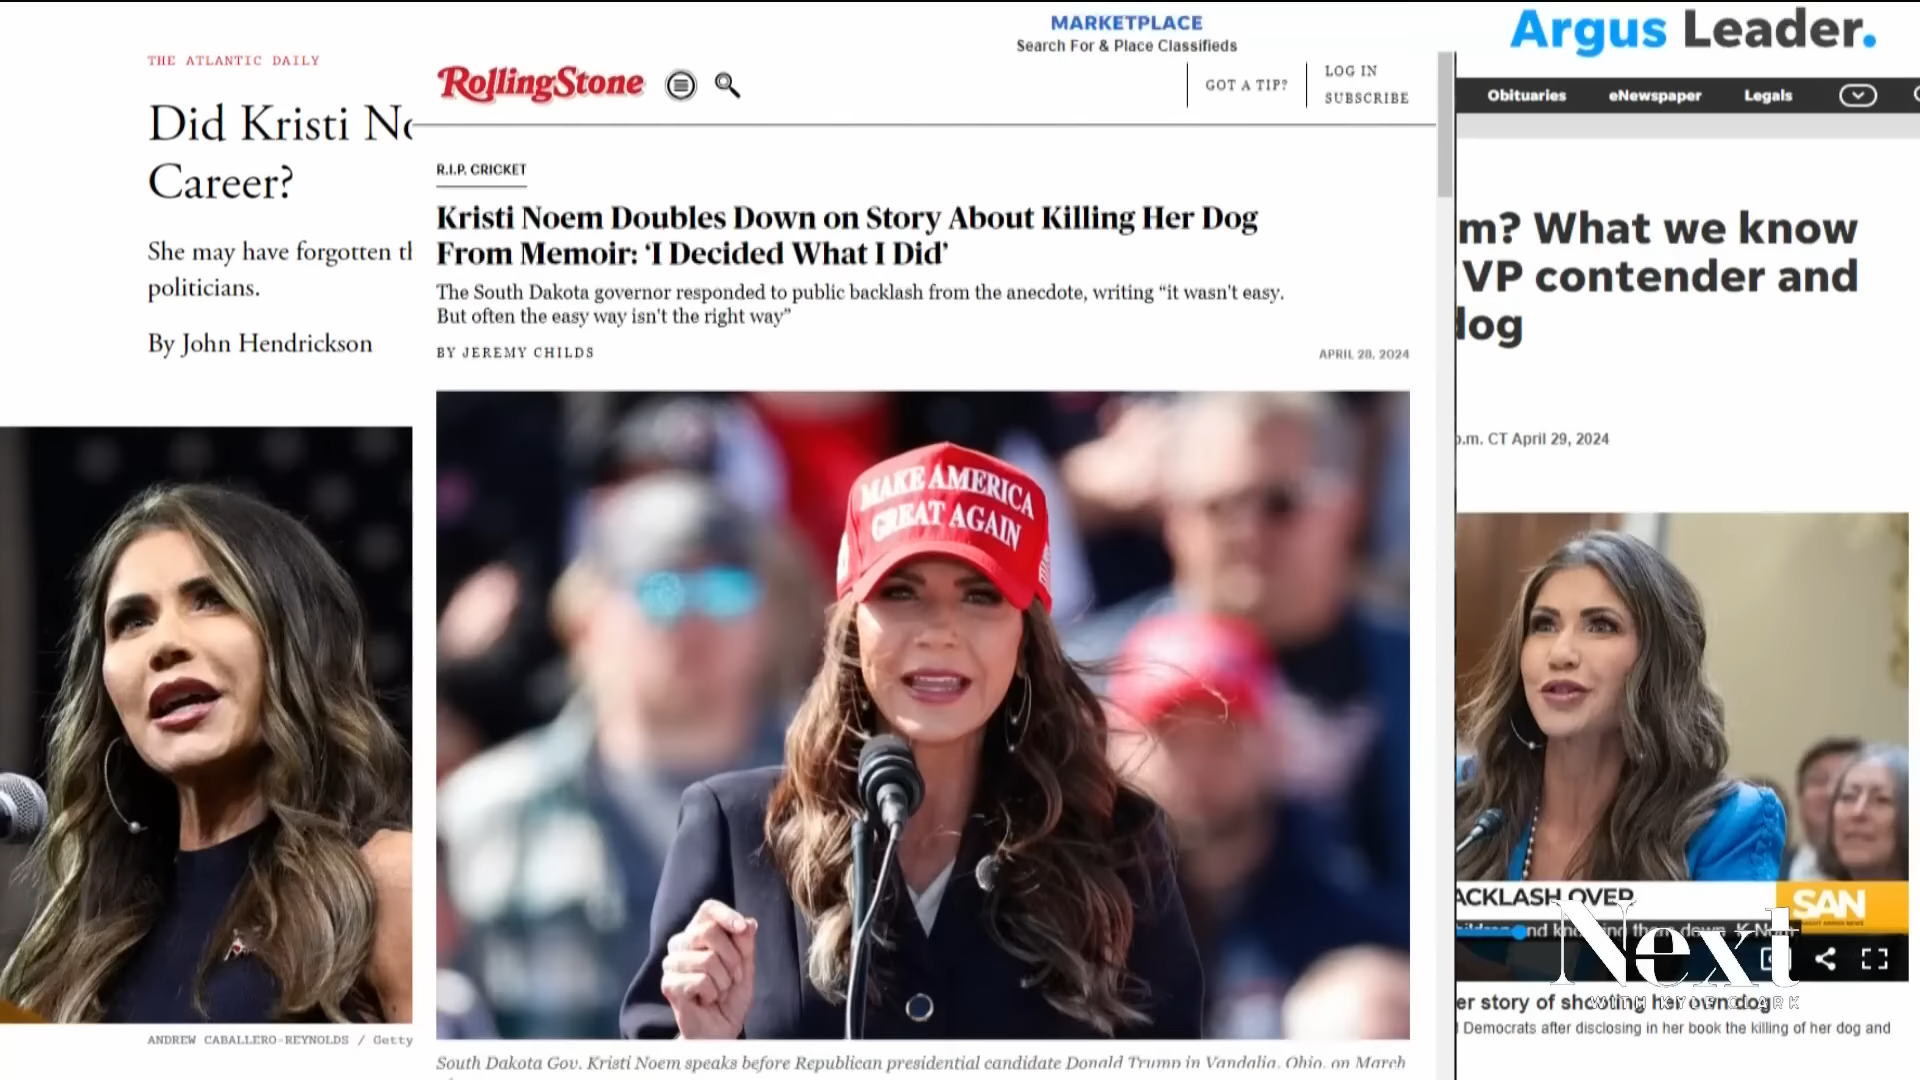 THE ATLANTIC DAILY
Did Kristi No
Career?
She may have forgotten th
politicians.
By John Hendrickson
ANDREW CABALLERO-REYNOLDS / Getty
MARKETPLACE
Search For & Place Classifieds
RollingStone
GOT A TIP?
LOG IN
SUBSCRIBE
R.I.P. CRICKET
Kristi Noem Doubles Down on Story About Killing Her Dog
From Memoir: ‘I Decided What I Did’
The South Dakota governor responded to public backlash from the anecdote, writing “it wasn't easy.
But often the easy way isn't the right way”
BY JEREMY CHILDS
APRIL 28, 2024
MAKE AMERICA
GREAT AGAIN
South Dakota Gov. Kristi Noem speaks before Republican presidential candidate Donald Trump in Vandalia, Ohio, on March
Argus Leader.
Obituaries eNewspaper Legals
m? What we know
VP contender and
dog
p.m. CT April 29, 2024
ACKLASH OVER
SAN
Next
WITH KYLE CLARK
er story of shooting her own dog
Democrats after disclosing in her book the killing of her dog and